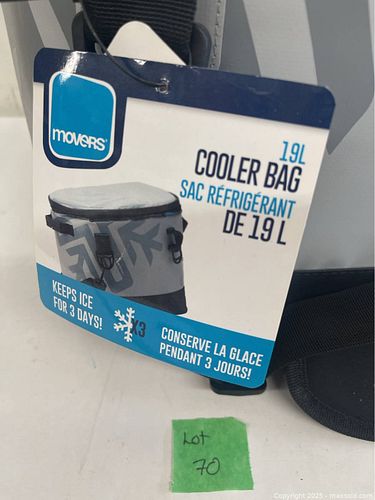 movers
19L
COOLER BAG
SAC RÉFRIGÉRANT
DE 19 L
KEEPS ICE
FOR 3 DAYS!
X3
CONSERVE LA GLACE
PENDANT 3 JOURS!
Lot
70
Copyright 2025 - maxsold.com